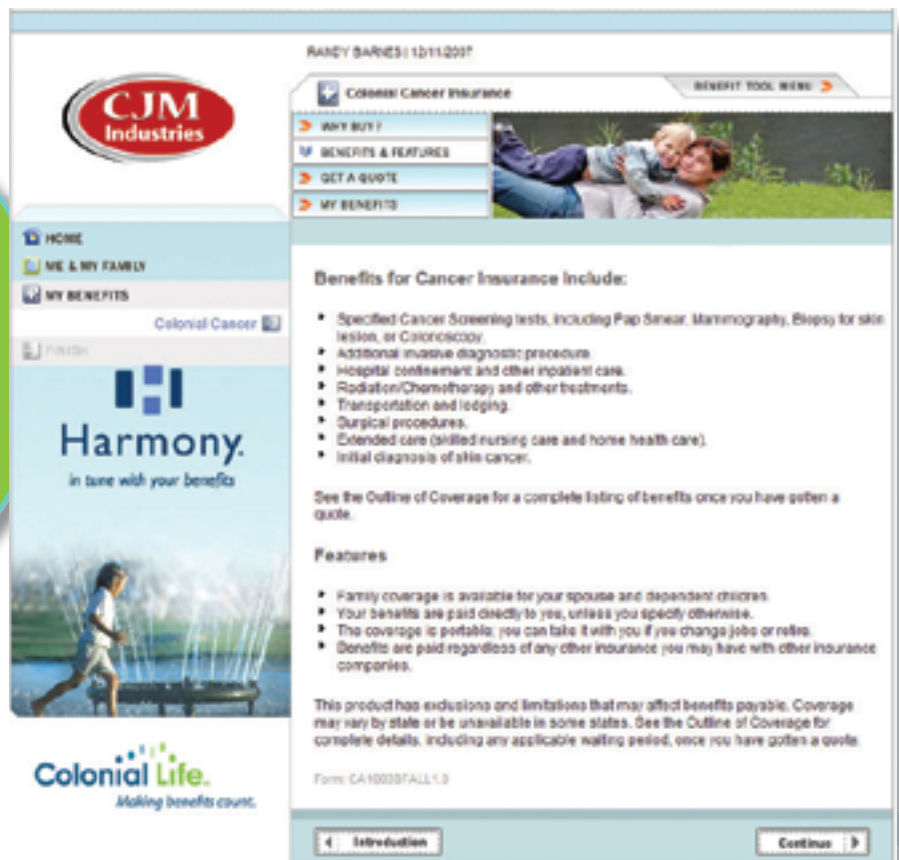 RANDY BARNES | 12/11/2007
CJM
Industries
Colonial Cancer Insurance
BENEFIT TOOL MENU
WHY BUY?
BENEFITS & FEATURES
GET A QUOTE
MY BENEFITS
HOME
ME & MY FAMILY
MY BENEFITS
Colonial Cancer
FINISH
Harmony.
in tune with your benefits
Colonial Life.
Making benefits count.
Benefits for Cancer Insurance Include:
Specified Cancer Screening tests, including Pap Smear, Mammography, Biopsy for skin
lesion, or Colonoscopy.
Additional invasive diagnostic procedure.
Hospital confinement and other inpatient care.
Radiation/Chemotherapy and other treatments.
Transportation and lodging.
Surgical procedures.
Extended care (skilled nursing care and home health care).
Initial diagnosis of skin cancer.
See the Outline of Coverage for a complete listing of benefits once you have gotten a
quote.
Features
Family coverage is available for your spouse and dependent children.
Your benefits are paid directly to you, unless you specify otherwise.
The coverage is portable; you can take it with you if you change jobs or retire.
Benefits are paid regardless of any other insurance you may have with other insurance
companies.
This product has exclusions and limitations that may affect benefits payable. Coverage
may vary by state or be unavailable in some states. See the Outline of Coverage for
complete details, including any applicable waiting period, once you have gotten a quote.
Form:
Introduction
Continue